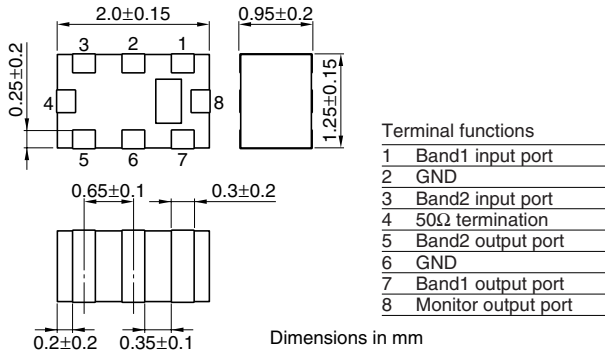 2.0±0.15
0.95±0.2
3 2 1
0.25±0.2
4
8
1.25±0.15
5 6 7
0.65±0.1
0.3±0.2
0.2±0.2
0.35±0.1
Dimensions in mm
Terminal functions
1 Band1 input port
2 GND
3 Band2 input port
4 50Ω termination
5 Band2 output port
6 GND
7 Band1 output port
8 Monitor output port